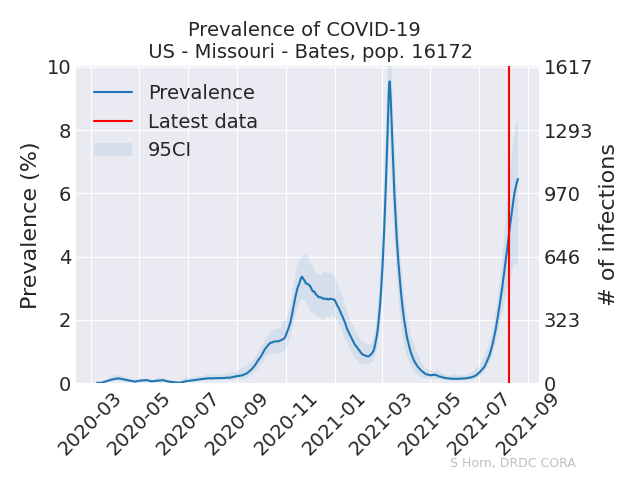 Prevalence of COVID-19
US - Missouri - Bates, pop. 16172
Prevalence (%)
10
8
6
4
2
0
Prevalence
Latest data
95CI
1617
1293
970
646
323
0
# of infections
2020-03
2020-05
2020-07
2020-09
2020-11
2021-01
2021-03
2021-05
2021-07
2021-09
S Horn, DRDC CORA